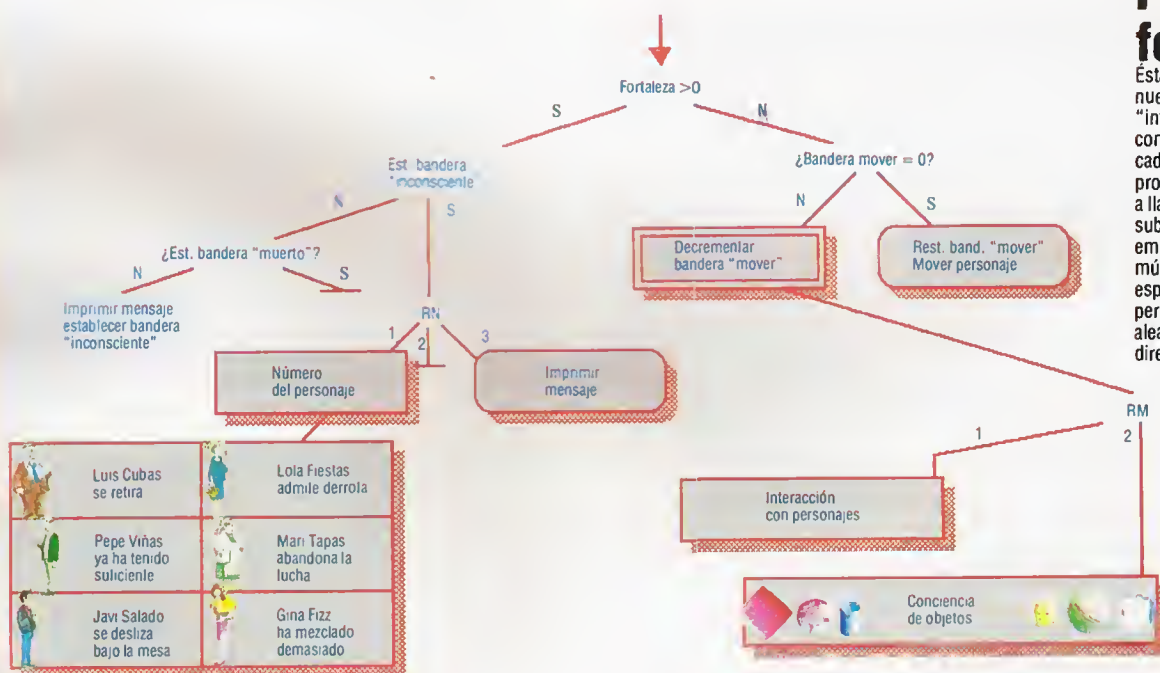 Fortaleza >0
S
N
Est. bandera
"inconsciente
¿Bandera mover = 0?
N
S
N
S
¿Est. bandera "muerto"?
Decrementar
bandera "mover"
Rest. band. "mover"
Mover personaje
N
S
Imprimir mensaje
establecer bandera
"inconsciente"
RN
1
2
3
Número
del personaje
Imprimir
mensaje
RM
1
2
Luis Cubas
se retira
Lola Fiestas
admite derrota
Interacción
con personajes
Pepe Viñas
ya ha tenido
suficiente
Mari Tapas
abandona la
lucha
Javi Salado
se desliza
bajo la mesa
Gina Fizz
ha mezclado
demasiado
Conciencia
de objetos
Ésta
nue
"int
con
cad
pro
a lla
sub
em
mú
esp
per
alea
dire